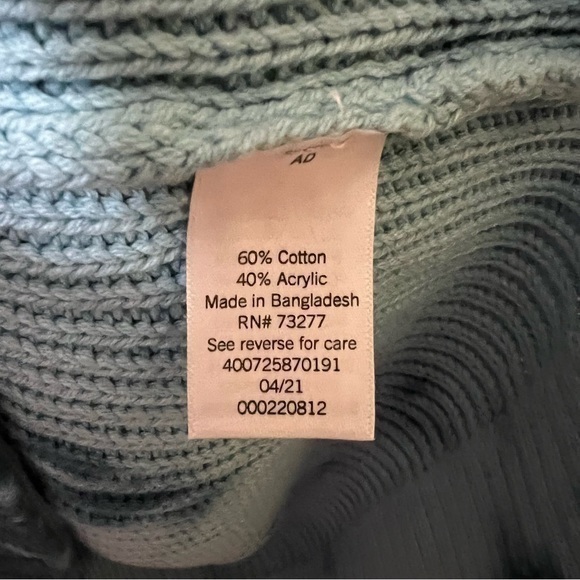 AD
60% Cotton
40% Acrylic
Made in Bangladesh
RN# 73277
See reverse for care
400725870191
04/21
000220812